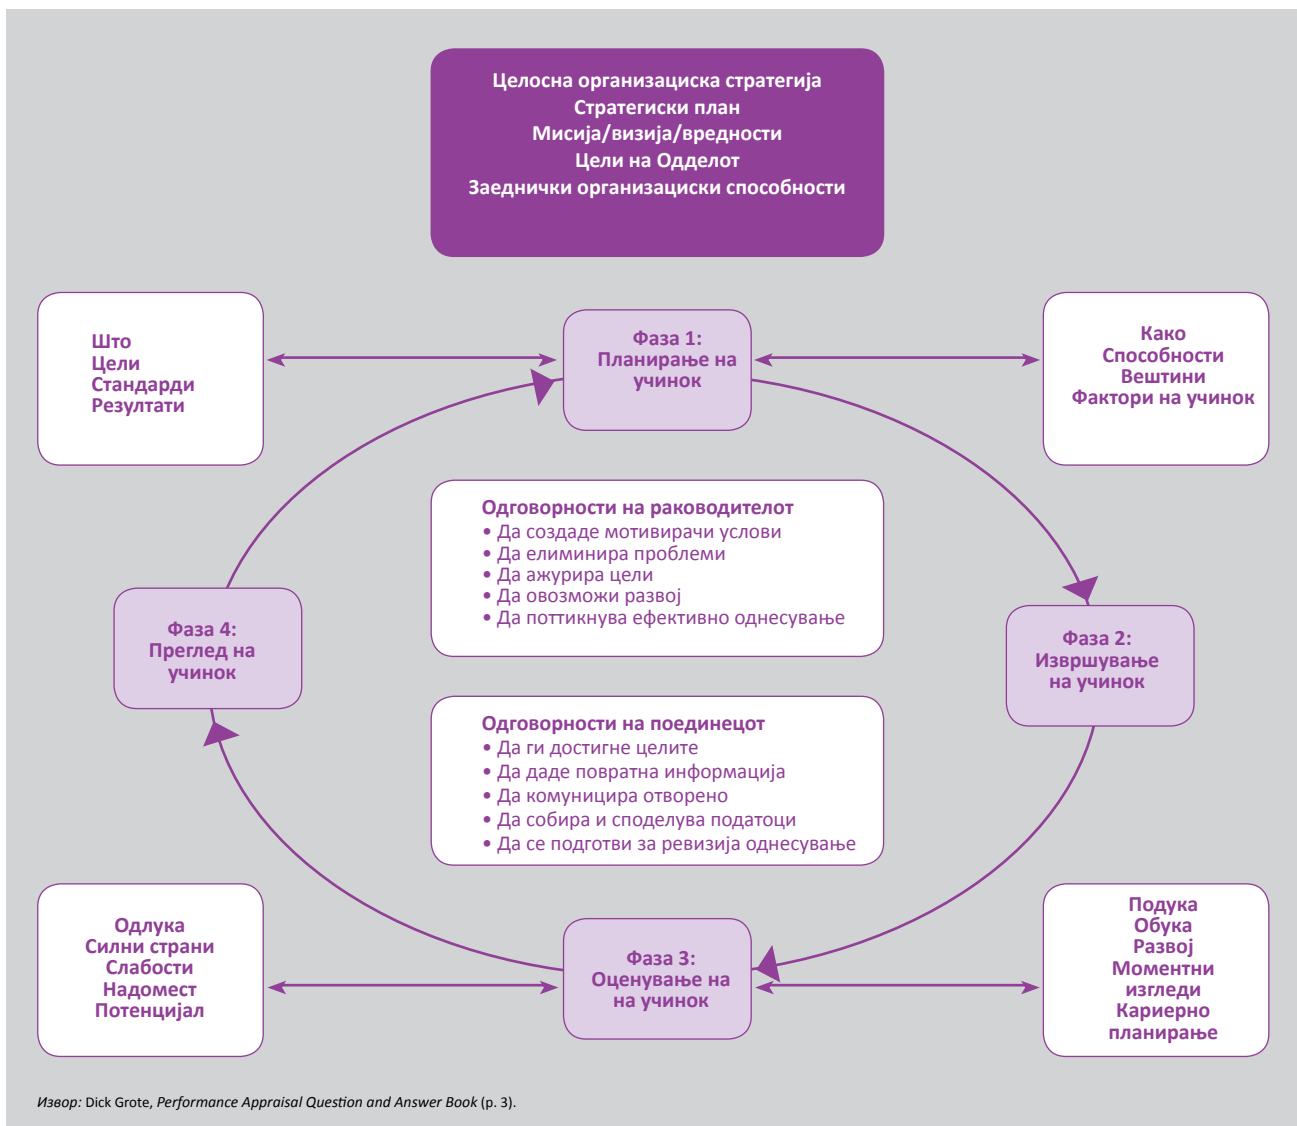 Целосна организациска стратегија
Стратегиски план
Мисија/визија/вредности
Цели на Одделот
Заеднички организациски способности
Што
Цели
Стандарди
Резултати
Фаза 1:
Планирање на
учинок
Како
Способности
Вештини
Фактори на учинок
Одговорности на раководителот
• Да создаде мотивирачи услови
• Да елиминира проблеми
• Да ажурира цели
• Да овозможи развој
• Да поттикнува ефективно однесување
Фаза 4:
Преглед на
учинок
Фаза 2:
Извршување
на учинок
Одговорности на поединецот
• Да ги достигне целите
• Да даде повратна информација
• Да комуницира отворено
• Да собира и споделува податоци
• Да се подготви за ревизија однесување
Одлука
Силни страни
Слабости
Надомест
Потенцијал
Фаза 3:
Оценување на
на учинок
Подука
Обука
Развој
Моментни
изгледи
Кариерно
планирање
Извор: Dick Grote, Performance Appraisal Question and Answer Book (p. 3).